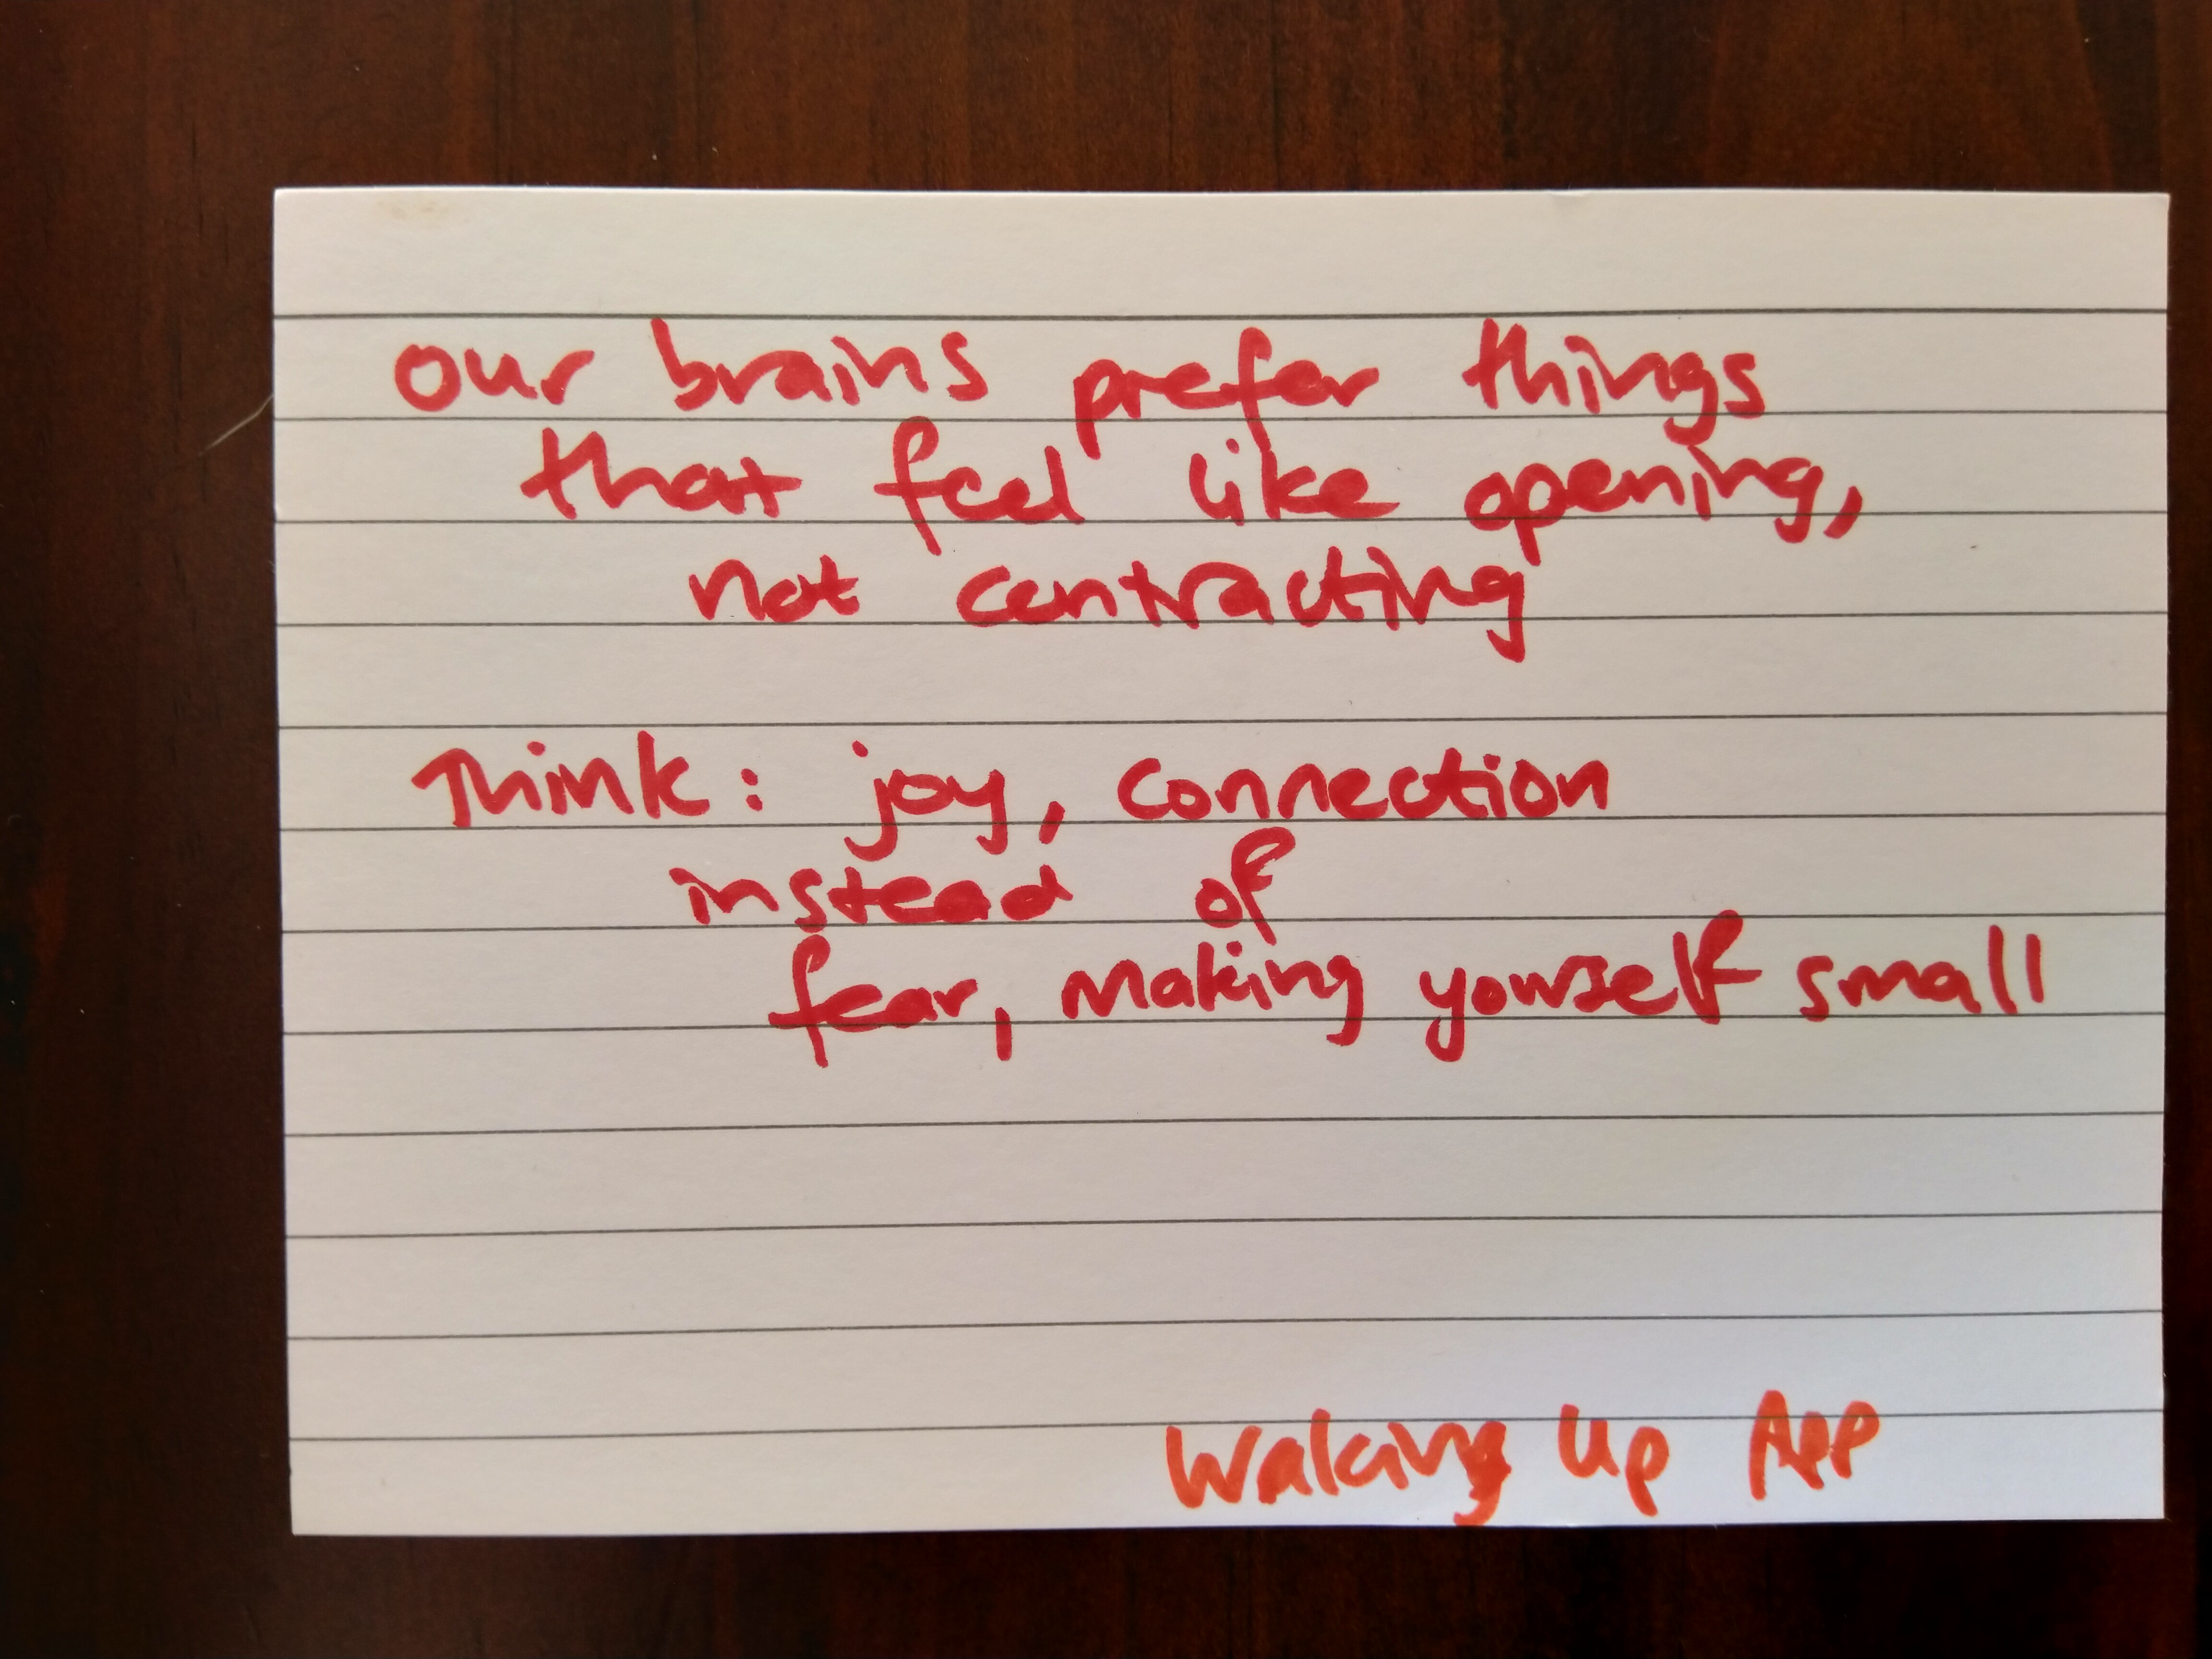 our brains prefer things
that feel like opening,
not contracting
Think: joy, connection
instead of
fear, making yourself small
Waking Up App